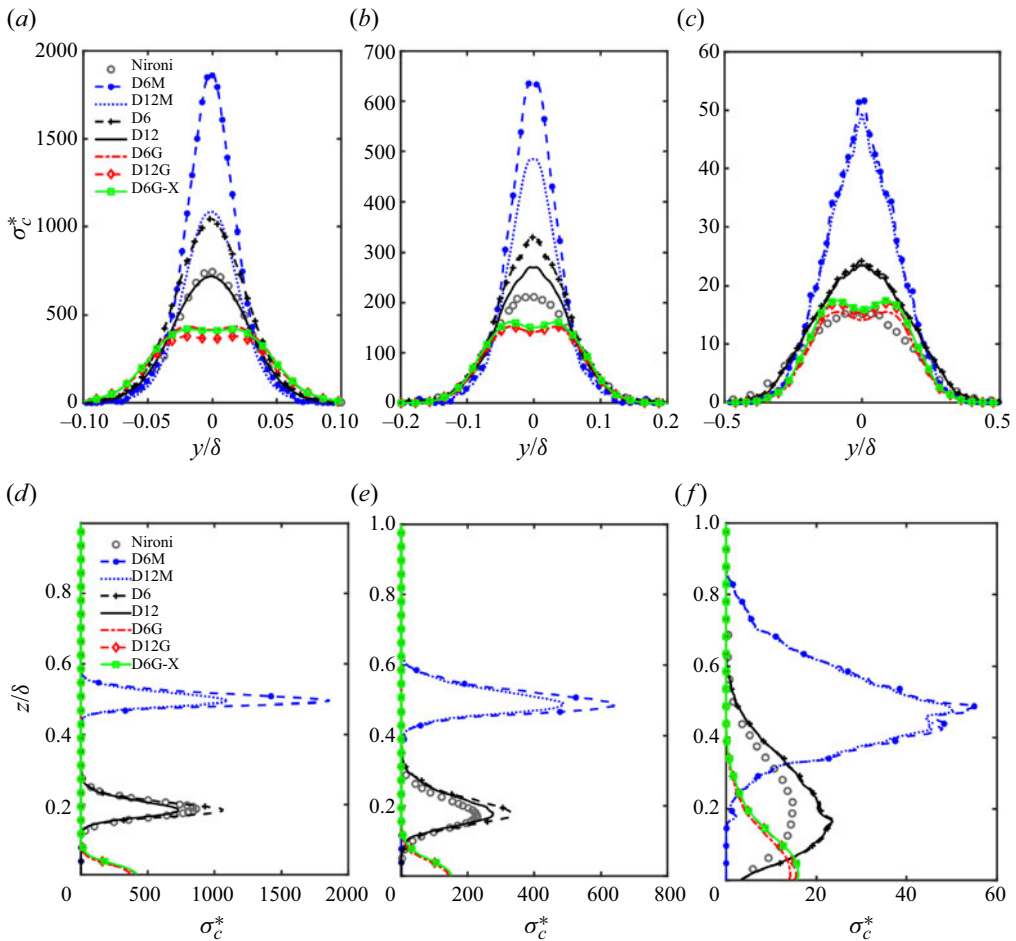 (a)
(b)
(c)
2000
1500
1000
500
0
σc*
Nironi
D6M
D12M
D6
D12
D6G
D12G
D6G-X
–0.10
–0.05
0
0.05
0.10
y/δ
700
600
500
400
300
200
100
0
–0.2
–0.1
0
0.1
0.2
y/δ
60
50
40
30
20
10
0
–0.5
0
0.5
y/δ
(d)
(e)
(f)
0.8
0.6
0.4
0.2
z/δ
Nironi
D6M
D12M
D6
D12
D6G
D12G
D6G-X
0
500
1000
1500
2000
σc*
1.0
0.8
0.6
0.4
0.2
0
200
400
600
800
σc*
1.0
0.8
0.6
0.4
0.2
0
20
40
60
σc*